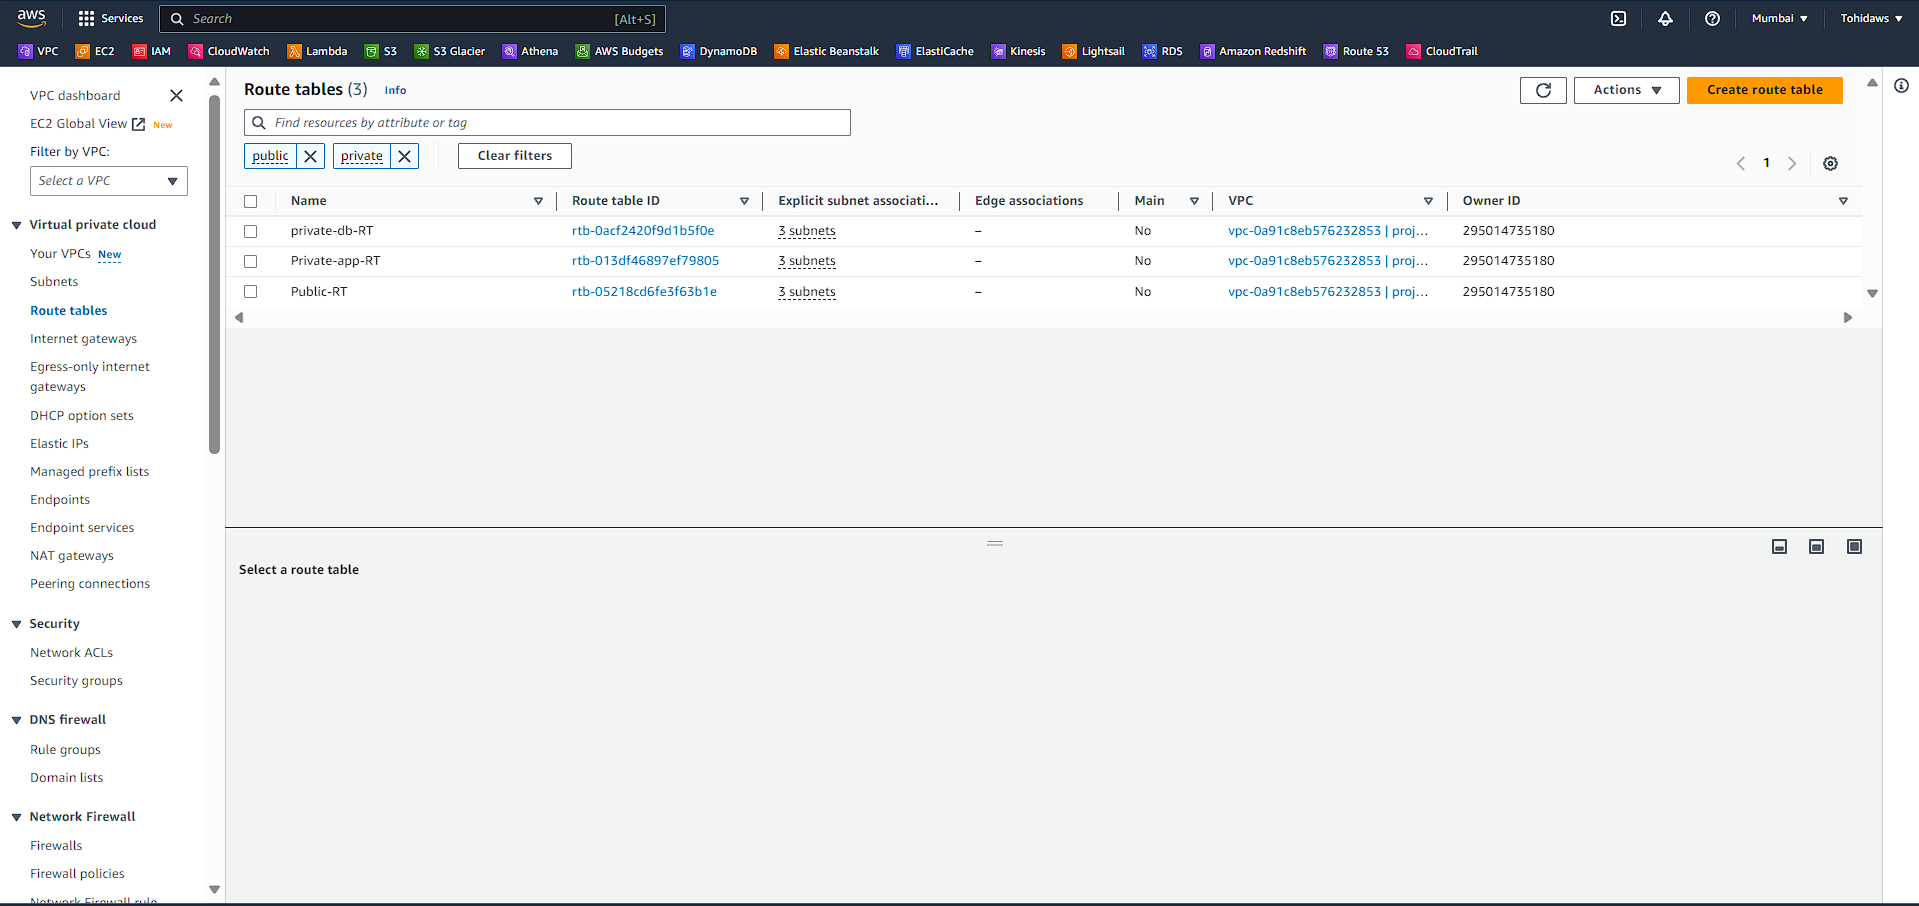 aws Services Search [Alt+S] Mumbai Tohidaws
VPC EC2 IAM CloudWatch Lambda S3 S3 Glacier Athena AWS Budgets DynamoDB Elastic Beanstalk ElastiCache Kinesis Lightsail RDS Amazon Redshift Route 53 CloudTrail
VPC dashboard
EC2 Global View New
Filter by VPC:
Select a VPC
Virtual private cloud
Your VPCs New
Subnets
Route tables
Internet gateways
Egress-only internet
gateways
DHCP option sets
Elastic IPs
Managed prefix lists
Endpoints
Endpoint services
NAT gateways
Peering connections
Security
Network ACLs
Security groups
DNS firewall
Rule groups
Domain lists
Network Firewall
Firewalls
Firewall policies
Network Firewall rule
Route tables (3) Info Actions Create route table
Find resources by attribute or tag
public private Clear filters
1
Name Route table ID Explicit subnet associati... Edge associations Main VPC Owner ID
private-db-RT rtb-0acf2420f9d1b5f0e 3 subnets – No vpc-0a91c8eb576232853 | proj... 295014735180
Private-app-RT rtb-013df46897ef79805 3 subnets – No vpc-0a91c8eb576232853 | proj... 295014735180
Public-RT rtb-05218cd6fe3f63b1e 3 subnets – No vpc-0a91c8eb576232853 | proj... 295014735180
Select a route table